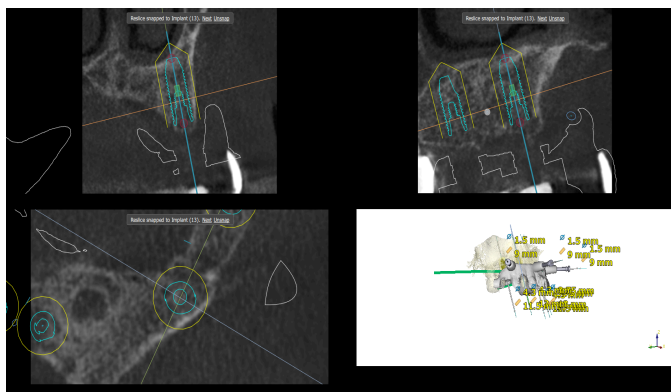 Reslice snapped to Implant (13). Next Unsnap
Reslice snapped to Implant (13). Next Unsnap
Reslice snapped to Implant (13). Next Unsnap
1.5 mm
1.5 mm
1.5 mm
9 mm
9 mm
9 mm